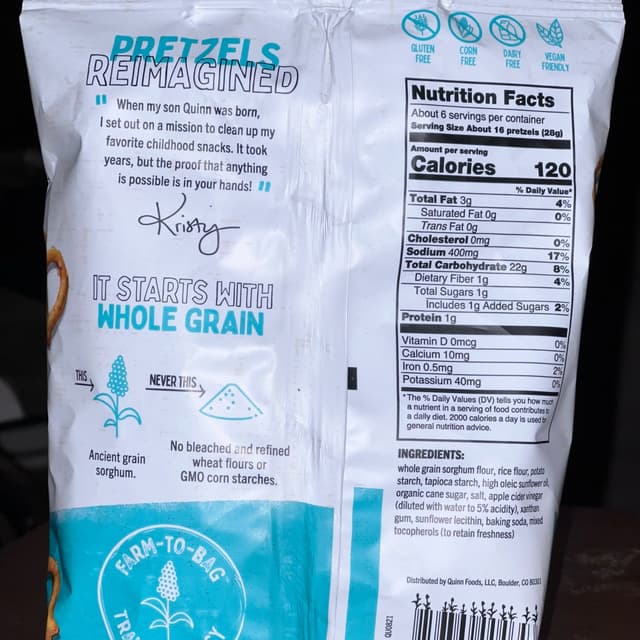 PRETZELS
REIMAGINED
" When my son Quinn was born,
I set out on a mission to clean up my
favorite childhood snacks. It took
years, but the proof that anything
is possible is in your hands! "
Kristy
IT STARTS WITH
WHOLE GRAIN
THIS
NEVER THIS
Ancient grain
sorghum.
No bleached and refined
wheat flours or
GMO corn starches.
FARM-TO-BAG™
GLUTEN
FREE
CORN
FREE
DAIRY
FREE
VEGAN
FRIENDLY
Nutrition Facts
About 6 servings per container
Serving Size About 16 pretzels (28g)
Amount per serving
Calories 120
% Daily Value*
Total Fat 3g 4%
Saturated Fat 0g 0%
Trans Fat 0g
Cholesterol 0mg 0%
Sodium 400mg 17%
Total Carbohydrate 22g 8%
Dietary Fiber 1g 4%
Total Sugars 1g
Includes 1g Added Sugars 2%
Protein 1g
Vitamin D 0mcg 0%
Calcium 10mg 0%
Iron 0.5mg 2%
Potassium 40mg 0%
*The % Daily Values (DV) tells you how much
a nutrient in a serving of food contributes to
a daily diet. 2000 calories a day is used for
general nutrition advice.
INGREDIENTS:
whole grain sorghum flour, rice flour, potato
starch, tapioca starch, high oleic sunflower oil,
organic cane sugar, salt, apple cider vinegar
(diluted with water to 5% acidity), xanthan
gum, sunflower lecithin, baking soda, mixed
tocopherols (to retain freshness)
Distributed by Quinn Foods, LLC, Boulder, CO 80301
QU0821